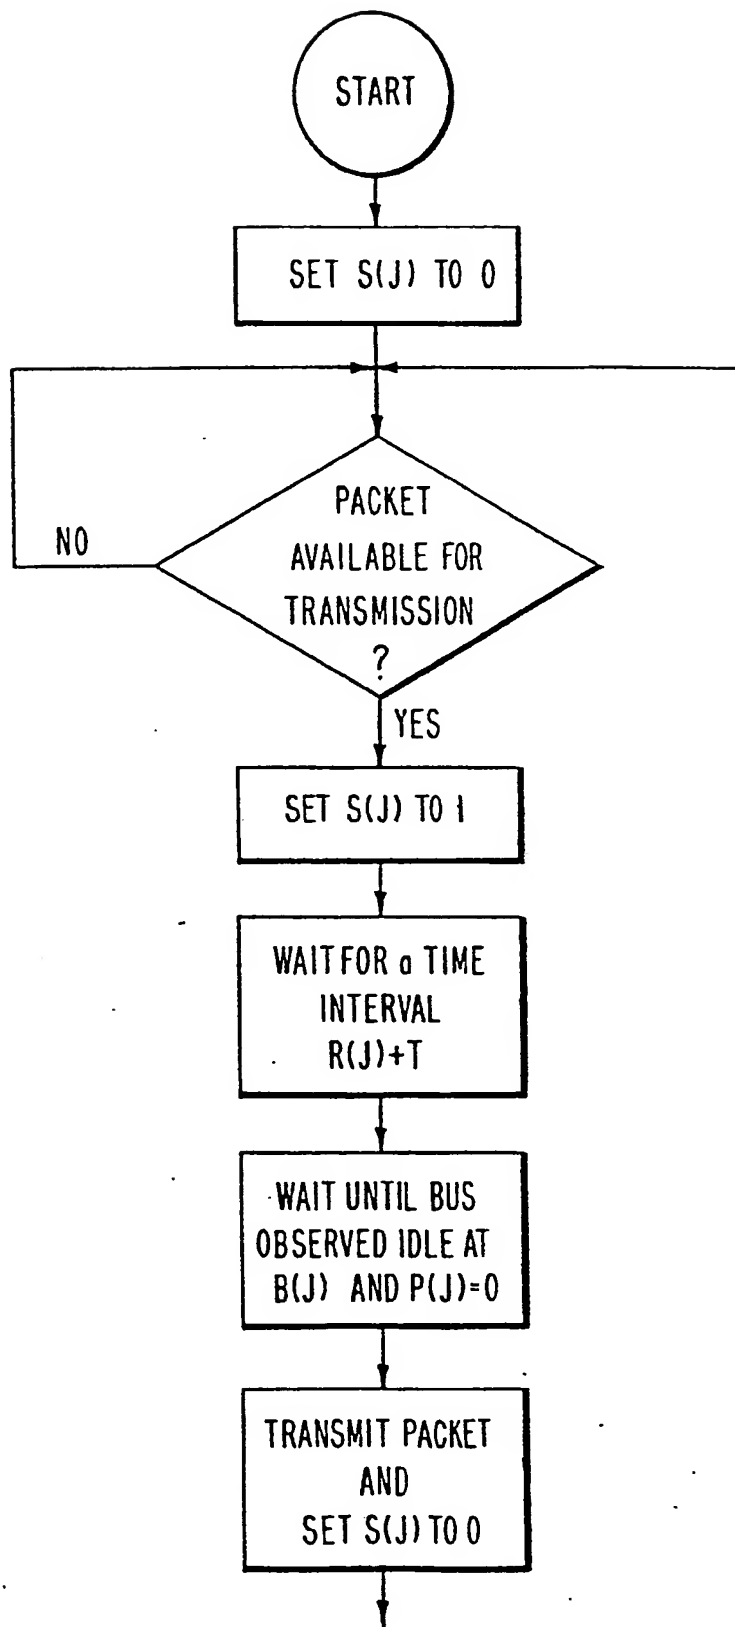 START
SET S(J) TO 0
PACKET
AVAILABLE FOR
TRANSMISSION
?
NO
YES
SET S(J) TO 1
WAIT FOR a TIME
INTERVAL
R(J)+T
WAIT UNTIL BUS
OBSERVED IDLE AT
B(J) AND P(J)=0
TRANSMIT PACKET
AND
SET S(J) TO 0